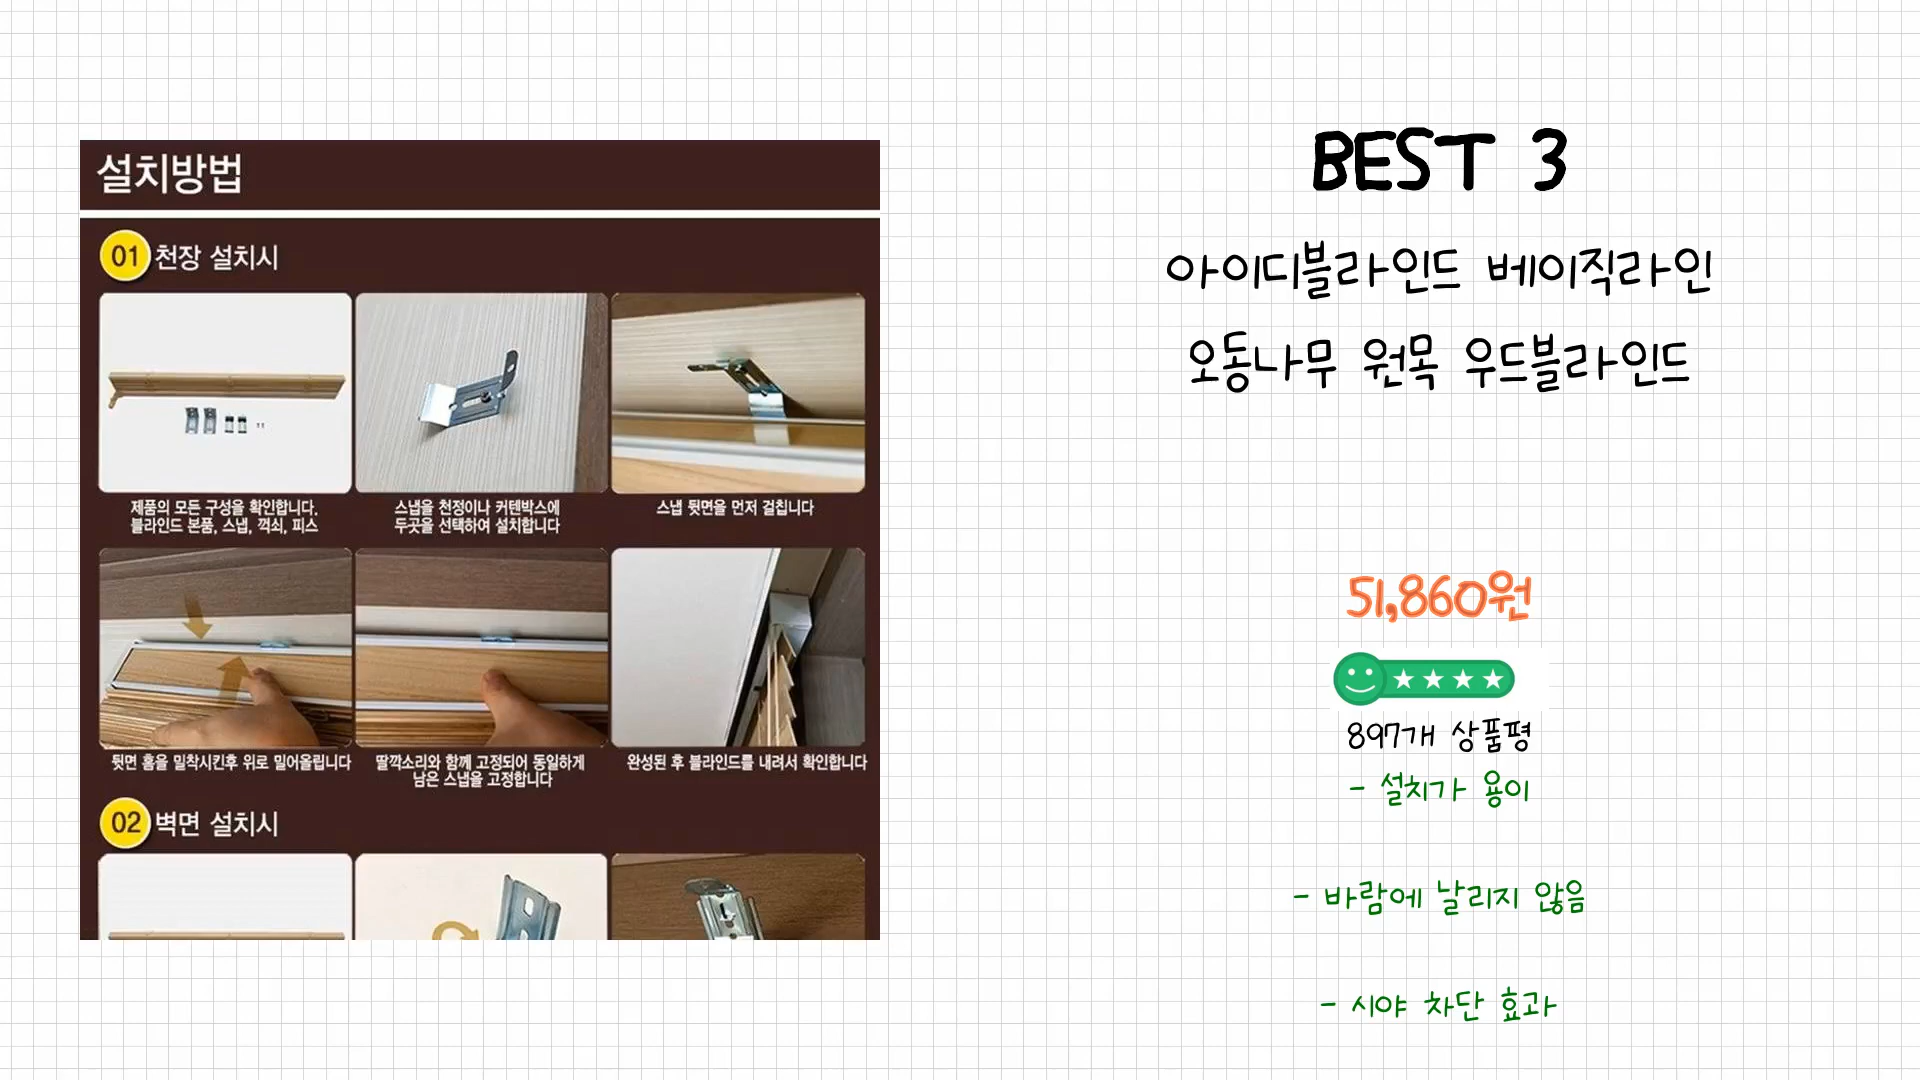 설치방법
01 천장 설치시
제품의 모든 구성을 확인합니다.
블라인드 본품, 스냅, 꺽쇠, 피스
스냅을 천정이나 커텐박스에
두곳을 선택하여 설치합니다
스냅 뒷면을 먼저 걸칩니다
뒷면 홈을 밀착시킨후 위로 밀어올립니다
딸깍소리와 함께 고정되어 동일하게
남은 스냅을 고정합니다
완성된 후 블라인드를 내려서 확인합니다
02 벽면 설치시
BEST 3
아이디블라인드 베이직라인
오동나무 원목 우드블라인드
51,860원
897개 상품평
- 설치가 용이
- 바람에 날리지 않음
- 시야 차단 효과